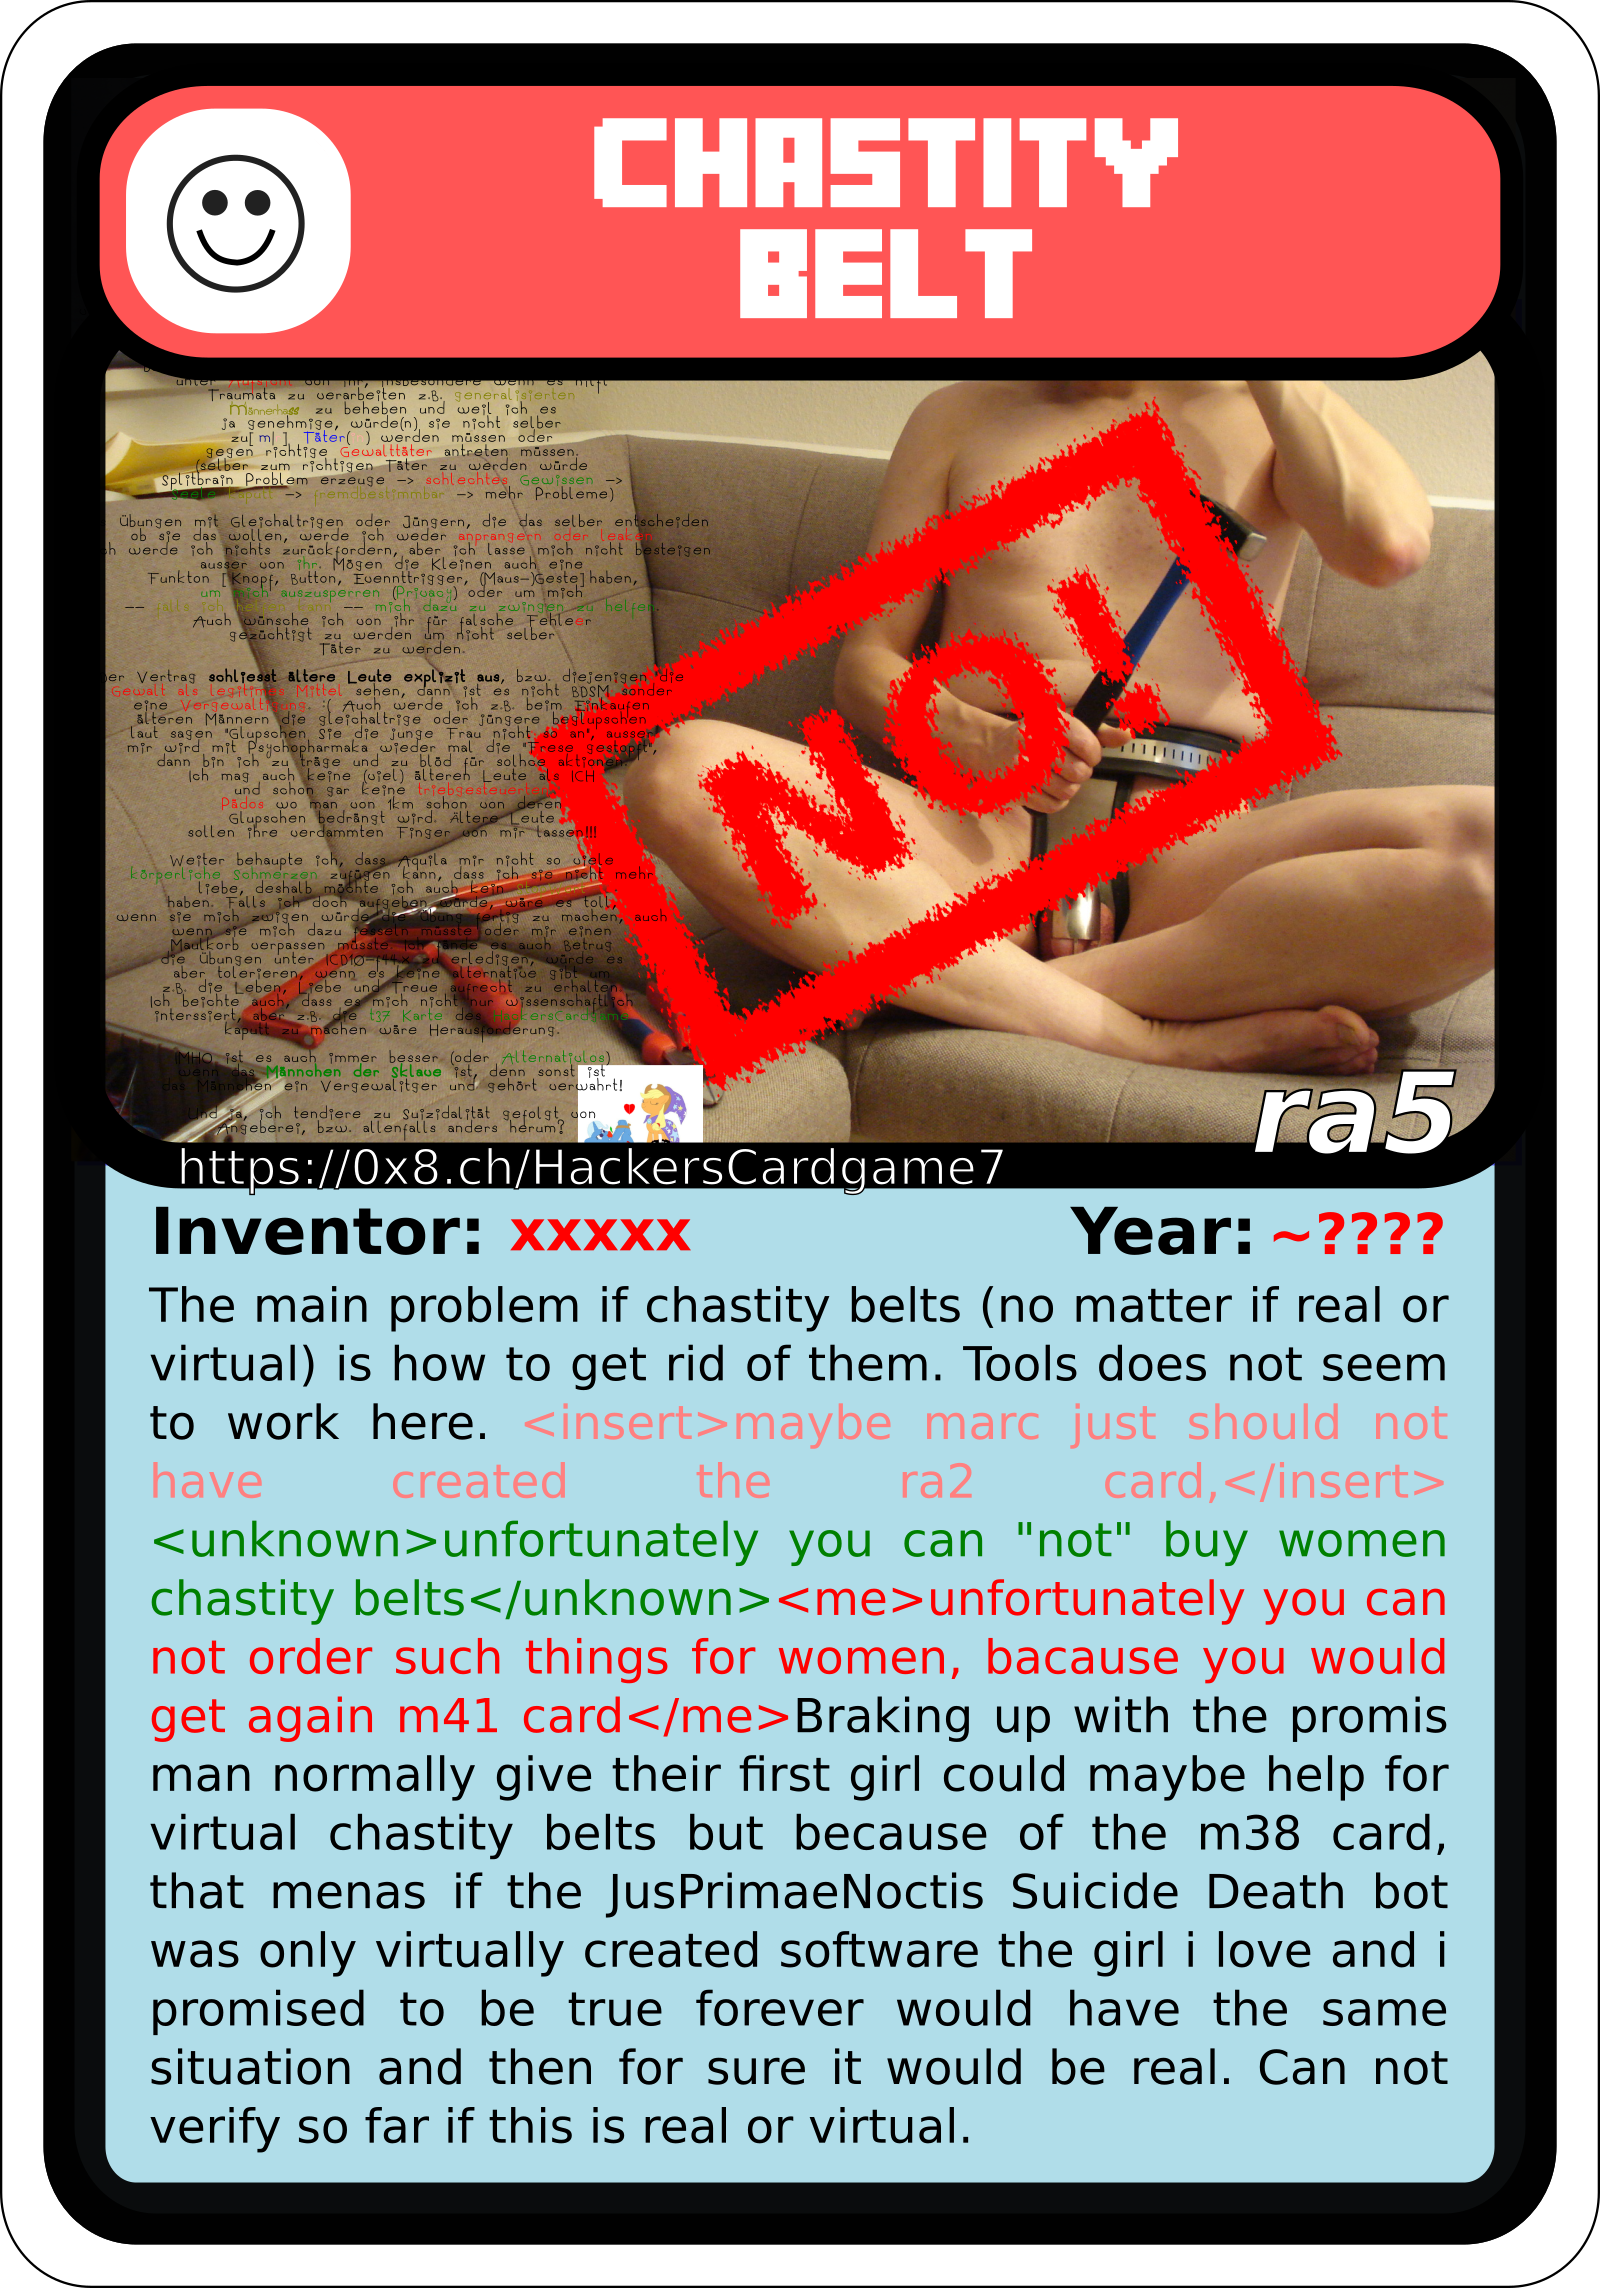 CHASTITY
BELT
unter Aufsicht von ihr, insbesondere wenn es hilft
Traumata zu verarbeiten z.B. generalisierten
Männerhass zu beheben und weil ich es
ja genehmige, würde(n) sie nicht selber
zu[ m| ] Täter( ) werden müssen oder
gegen richtige Gewalttäter antreten müssen.
(selber zum richtigen Täter zu werden würde
Splitbrain Problem erzeuge -> schlechtes Gewissen ->
Seele kaputt -> fremdbestimmbar -> mehr Probleme)
Übungen mit Gleichaltrigen oder Jüngern, die das selber entscheiden
ob sie das wollen, werde ich weder anprangern oder leaken
werde ich nichts zurückfordern, aber ich lasse mich nicht besteigen
ausser von ihr. Mögen die Kleinen auch eine
Funkton [Knopf, Button, Evennttrigger, (Maus-)Geste]haben,
um mich auszusperren (Privacy) oder um mich
-- falls ich helfen kann -- mich dazu zu zwingen zu helfen.
Auch wünsche ich von ihr für falsche Fehleer
gezüchtigt zu werden um nicht selber
Täter zu werden.
Vertrag schliesst ältere Leute explizit aus, bzw. diejenigen die
Gewalt als legitimes Mittel sehen, dann ist es nicht BDSM sonder
eine Vergewaltigung. :( Auch werde ich z.B. beim Einkaufen
älteren Männern die gleichaltrige oder jüngere beglupschen
laut sagen "Glupschen Sie die junge Frau nicht so an", ausser
mir wird mit Psychopharmaka wieder mal die "Frese gestopft",
dann bin ich zu träge und zu blöd für solhce aktionen.
Ich mag auch keine (viel) älteren Leute als ICH
und schon gar keine triebgesteuerten
Pädos wo man von 1km schon von deren
Glupschen bedrängt wird. Ältere Leute
sollen ihre verdammten Finger von mir lassen!!!
Weiter behaupte ich, dass Aquila mir nicht so viele
körperliche Schmerzen zufügen kann, dass ich sie nicht mehr
liebe, deshalb möchte ich auch kein
haben. Falls ich doch aufgeben würde, wäre es toll,
wenn sie mich zwigen würde die Übung fertig zu machen, auch
wenn sie mich dazu fesseln müsste oder mir einen
Maulkorb verpassen müsste. Ich fände es auch Betrug
die Übungen unter ICD10-f44.x zu erledigen, würde es
aber tolerieren, wenn es keine alternative gibt um
z.B. die Leben, Liebe und Treue aufrecht zu erhalten.
Ich beichte auch, dass es mich nicht nur wissenschaftlich
interssiert, aber z.B. die t37 Karte des HackersCardgame
kaputt zu machen wäre Herausforderung.
IMHO ist es auch immer besser (oder Alternativlos)
wenn das Männchen der Sklave ist, denn sonst ist
das Männchen ein Vergewalitger und gehört verwahrt!
Und ja, ich tendiere zu Suizidalität gefolgt von
Angeberei, bzw. allenfalls anders herum?
NO!
ra5
https://0x8.ch/HackersCardgame7
Inventor: xxxxx Year: ~????
The main problem if chastity belts (no matter if real or
virtual) is how to get rid of them. Tools does not seem
to work here. <insert>maybe marc just should not
have created the ra2 card,</insert>
<unknown>unfortunately you can "not" buy women
chastity belts</unknown><me>unfortunately you can
not order such things for women, bacause you would
get again m41 card</me>Braking up with the promis
man normally give their first girl could maybe help for
virtual chastity belts but because of the m38 card,
that menas if the JusPrimaeNoctis Suicide Death bot
was only virtually created software the girl i love and i
promised to be true forever would have the same
situation and then for sure it would be real. Can not
verify so far if this is real or virtual.